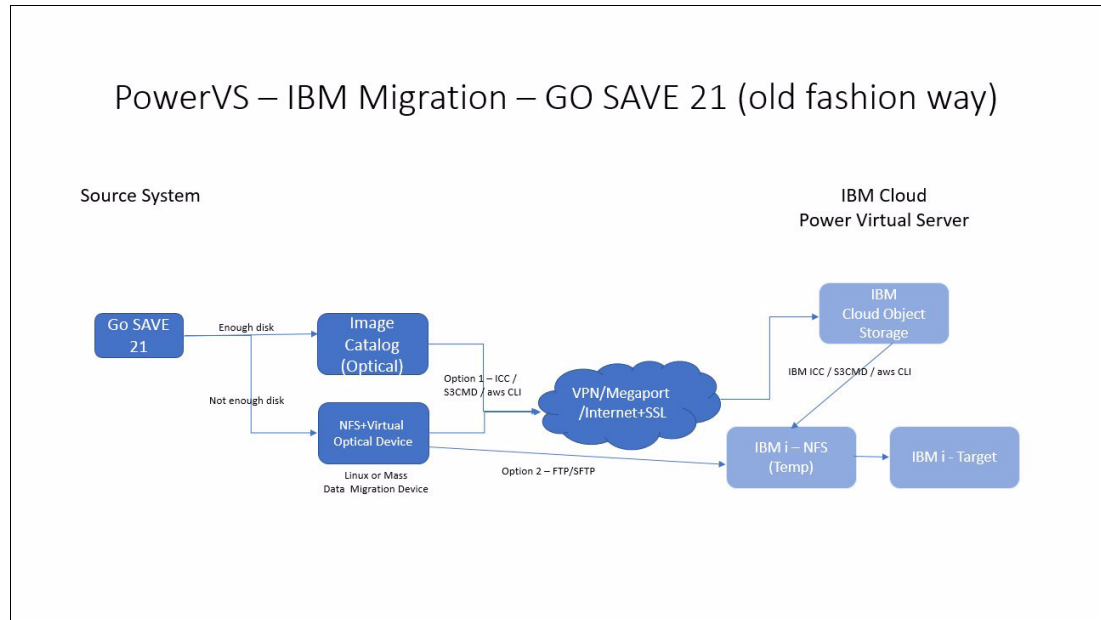 PowerVS – IBM Migration – GO SAVE 21 (old fashion way)
Source System
IBM Cloud
Power Virtual Server
Go SAVE
21
Enough disk
Not enough disk
Image
Catalog
(Optical)
NFS+Virtual
Optical Device
Linux or Mass
Data Migration Device
Option 1 – ICC /
S3CMD / aws CLI
Option 2 – FTP/SFTP
VPN/Megaport
/Internet+SSL
IBM
Cloud Object
Storage
IBM ICC / S3CMD / aws CLI
IBM i – NFS
(Temp)
IBM i - Target